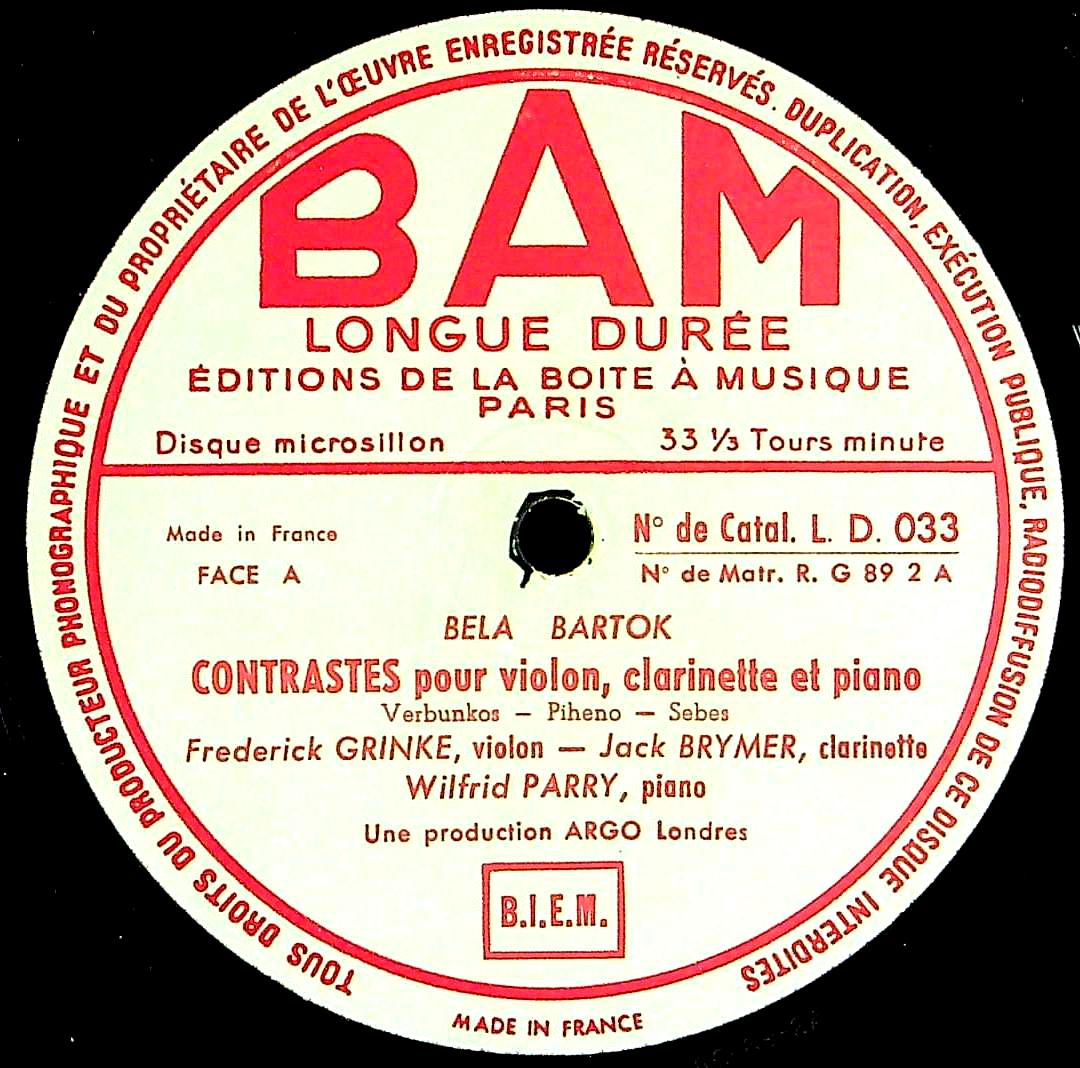 TOUS DROITS DU PRODUCTEUR PHONOGRAPHIQUE ET DU PROPRIÉTAIRE DE L'ŒUVRE ENREGISTRÉE RÉSERVÉS. DUPLICATION, EXÉCUTION PUBLIQUE, RADIODIFFUSION DE CE DISQUE INTERDITES
BAM
LONGUE DURÉE
ÉDITIONS DE LA BOITE À MUSIQUE
PARIS
Disque microsillon 33 ⅓ Tours minute
Made in France N° de Catal. L. D. 033
FACE A N° de Matr. R. G 89 2 A
BELA BARTOK
CONTRASTES pour violon, clarinette et piano
Verbunkos — Piheno — Sebes
Frederick GRINKE, violon — Jack BRYMER, clarinette
Wilfrid PARRY, piano
Une production ARGO Londres
B.I.E.M.
MADE IN FRANCE